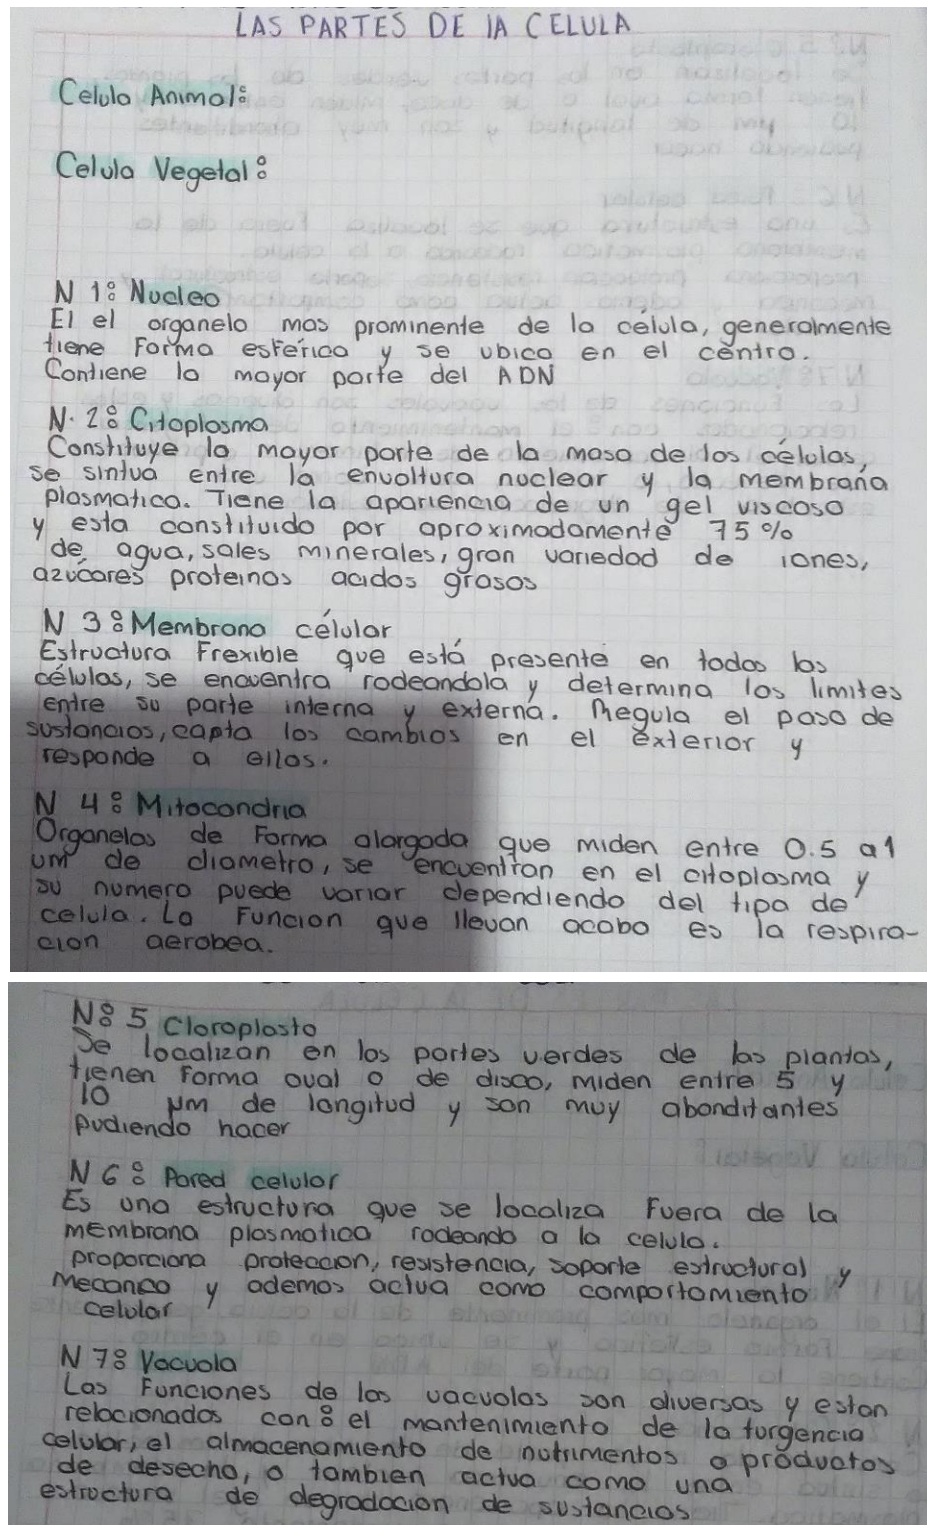 LAS PARTES DE LA CELULA
Celula Animal:
Celula Vegetal:
N 1: Nucleo
El el organelo mas prominente de la célula, generalmente
tiene Forma esférica y se ubica en el centro.
Contiene la mayor parte del ADN
N. 2: Citoplasma
Constituye la mayor parte de la masa de las células,
se sintua entre la envoltura nuclear y la membrana
plasmatica. Tiene la apariencia de un gel viscoso
y esta constituido por aproximadamente 75%
de agua, sales minerales, gran variedad de iones,
azúcares proteinas acidos grasos
N 3: Membrana célular
Estructura Frexible que está presente en todas las
células, se encuentra rodeandola y determina los limites
entre su parte interna y externa. Regula el paso de
sustancias, capta los cambios en el exterior y
responde a ellos.
N 4: Mitocondria
Organelos de Forma alargada que miden entre 0.5 a 1
um de diametro, se encuentran en el citoplasma y
su numero puede variar dependiendo del tipa de
celula. La Funcion que llevan acabo es la respira-
cion aerobea.
N: 5 Cloroplasto
Se localizan en las partes verdes de las plantas,
tienen Forma oval o de disco, miden entre 5 y
10 µm de longitud y son muy abonditantes
pudiendo hacer
N 6: Pared celular
Es una estructura que se localiza Fuera de la
membrana plasmatica rodeando a la celula.
proporciona proteccion, resistencia, soporte estructural y
Mecanco y ademas actua como comportamiento
celular
N 7: Vacuola
Las Funciones de las vacuolas son diversas y estan
relacionadas con: el mantenimiento de la turgencia
celular, el almacenamiento de nutrimentos o productos
de desecho, o tambien actua como una
estructura de degradacion de sustancias